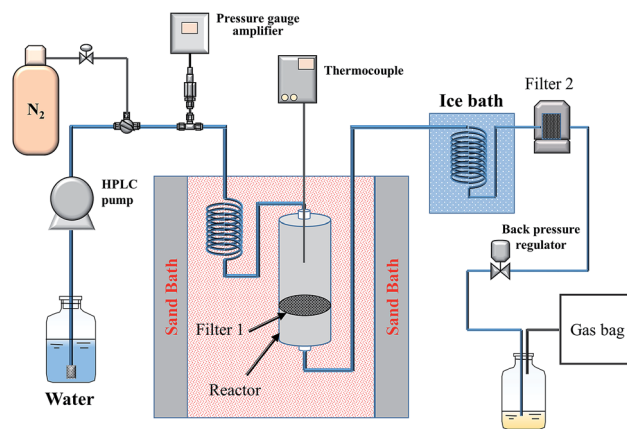 Pressure gauge
amplifier
Thermocouple
Ice bath
Filter 2
N2
HPLC
pump
Back pressure
regulator
Sand Bath
Sand Bath
Filter 1
Reactor
Gas bag
Water